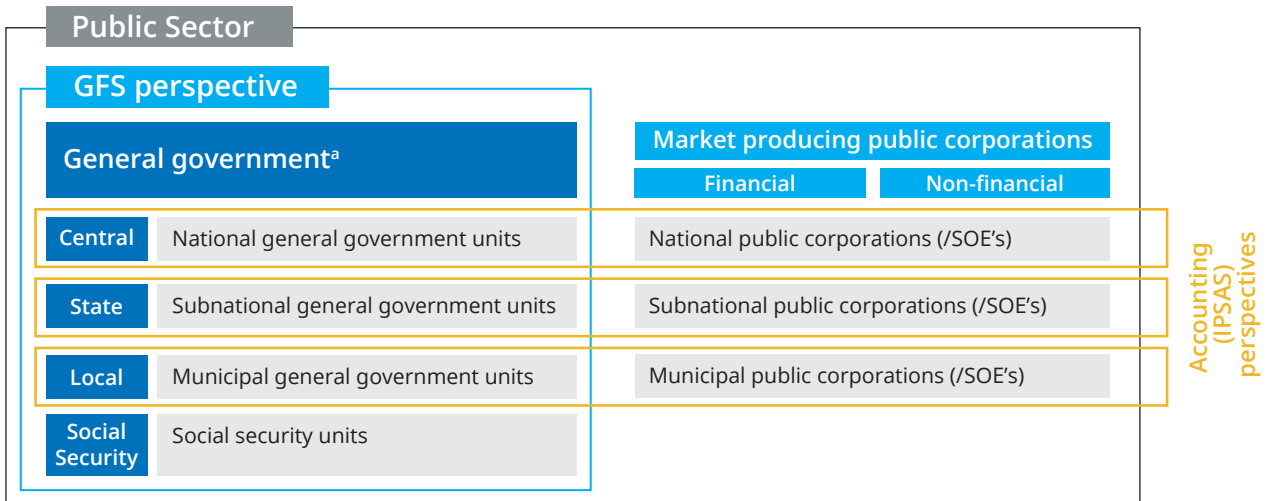 Public Sector
GFS perspective
General governmentᵃ
Market producing public corporations
Financial
Non-financial
Central
National general government units
National public corporations (/SOE’s)
State
Subnational general government units
Subnational public corporations (/SOE’s)
Local
Municipal general government units
Municipal public corporations (/SOE’s)
Social
Security
Social security units
Accounting
(IPSAS)
perspectives